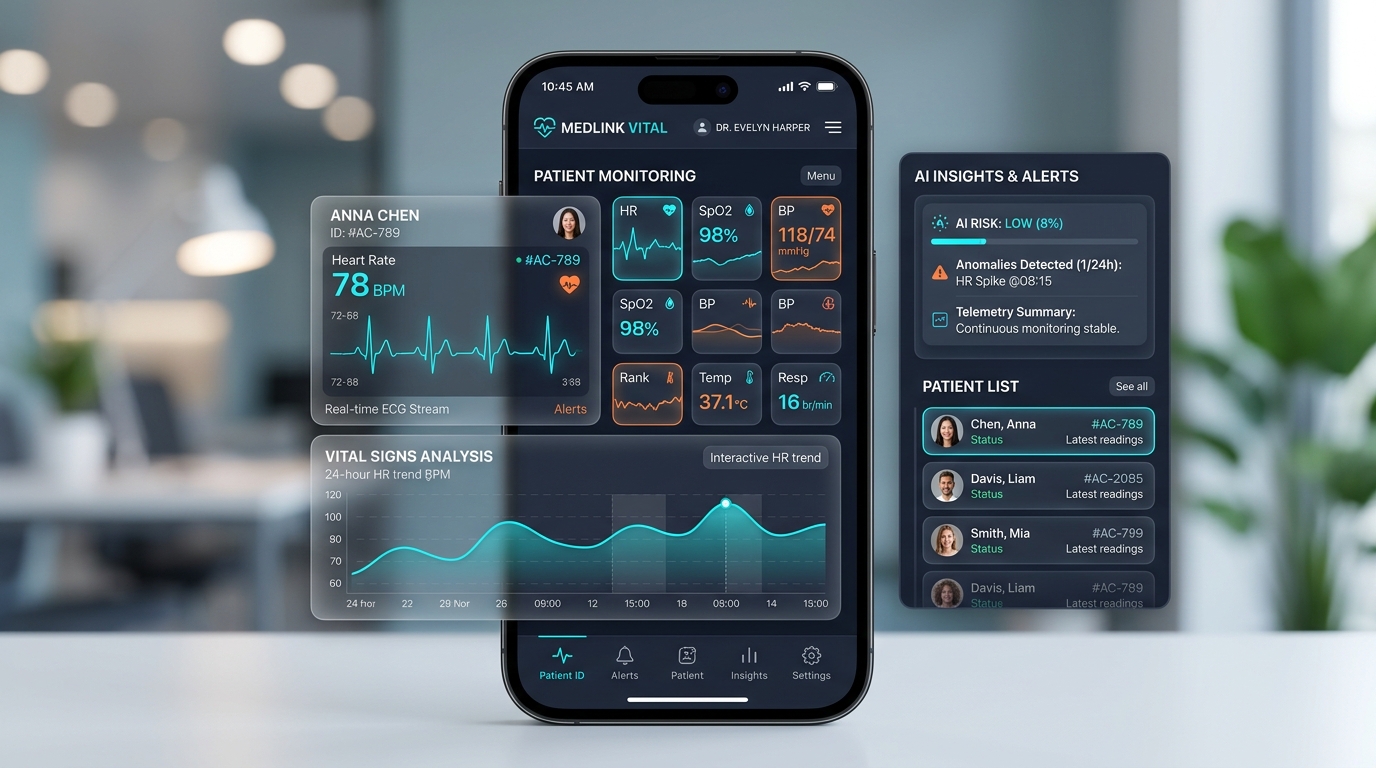 10:45 AM
MEDLINK VITAL
DR. EVELYN HARPER
PATIENT MONITORING
Menu
ANNA CHEN
ID: #AC-789
Heart Rate
#AC-789
78 BPM
72-68
72-88
368
Real-time ECG Stream
Alerts
HR
SpO2
98%
BP
118/74
mmHg
SpO2
98%
BP
BP
Rank
Temp
37.1°C
Resp
16 br/min
VITAL SIGNS ANALYSIS
24-hour HR trend BPM
Interactive HR trend
120
100
80
70
60
24 hor
22
29 Nor
26
09:00
12
15:00
18
08:00
14
15:00
Patient ID
Alerts
Patient
Insights
Settings
AI INSIGHTS & ALERTS
AI RISK: LOW (8%)
Anomalies Detected (1/24h):
HR Spike @08:15
Telemetry Summary:
Continuous monitoring stable.
PATIENT LIST
See all
Chen, Anna
#AC-789
Status
Latest readings
Davis, Liam
#AC-2085
Status
Latest readings
Smith, Mia
#AC-799
Status
Latest readings
Davis, Liam
#AC-789
Statue
Latest readings